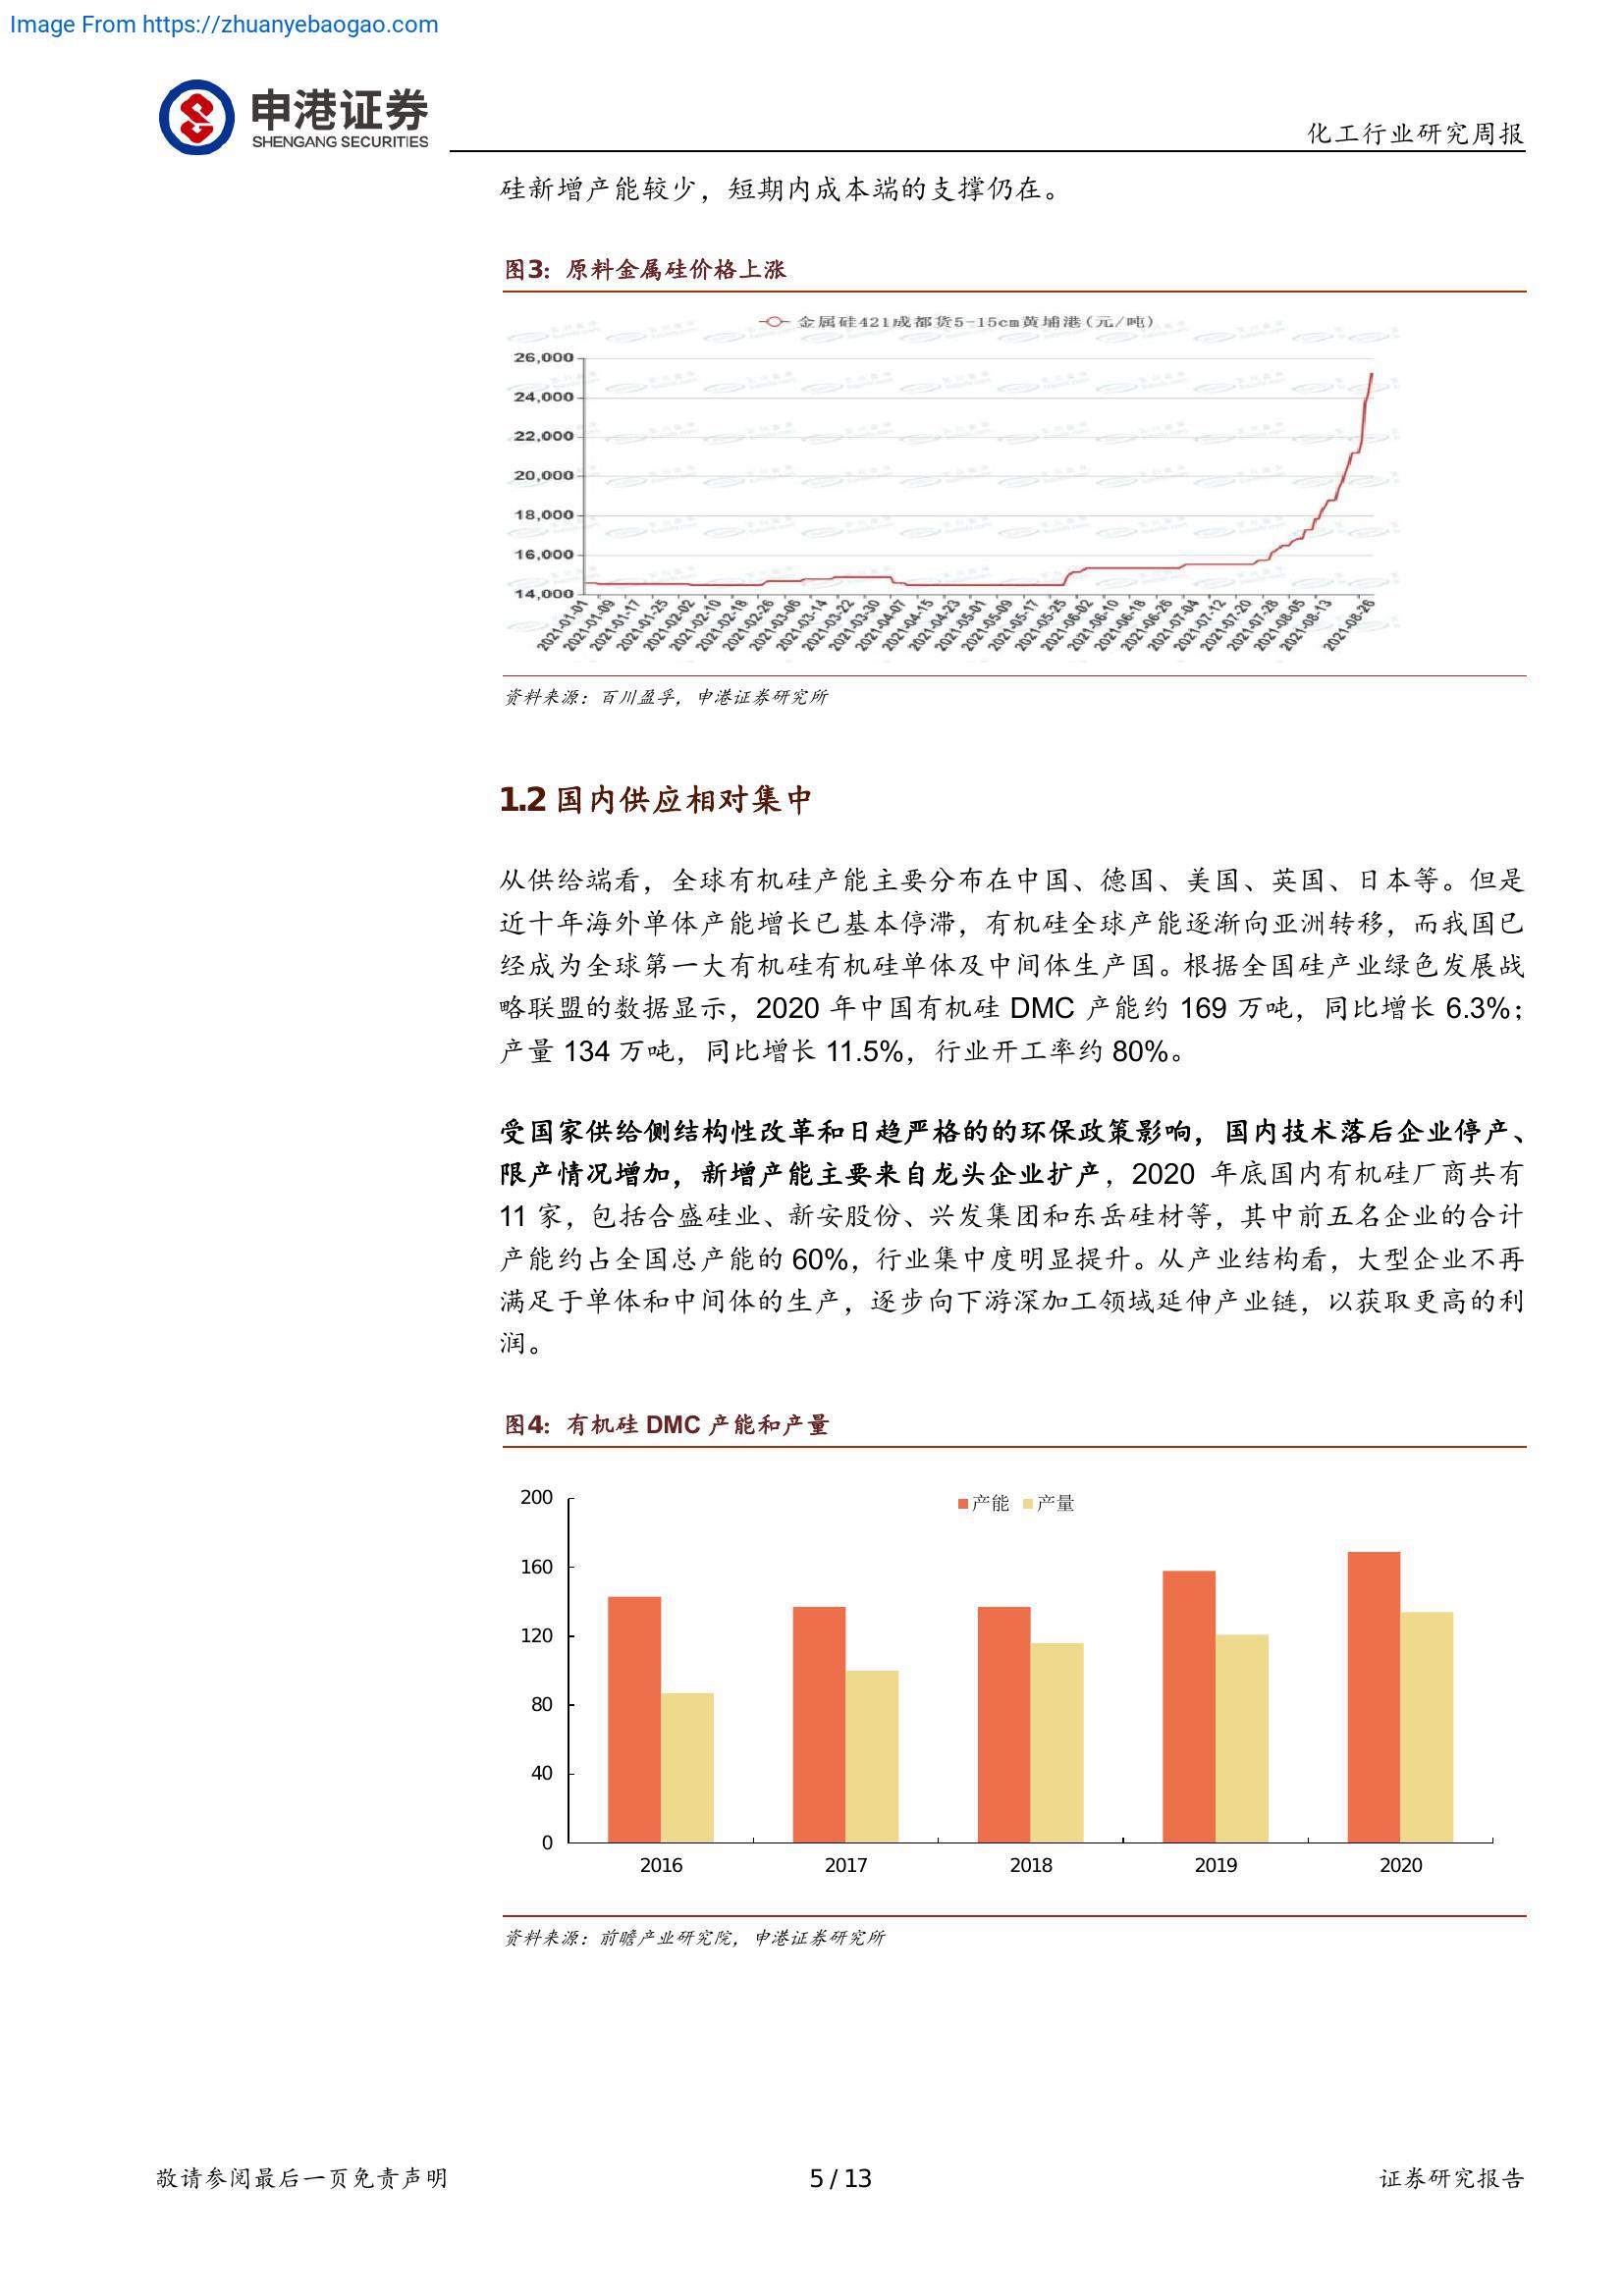 Image From https://zhuanyebaogao.com
申港证券
SHENGANG SECURITIES
化工行业研究周报
硅新增产能较少，短期内成本端的支撑仍在。
图3：原料金属硅价格上涨
金属硅421成都货5-15cm黄埔港(元/吨)
26,000
24,000
22,000
20,000
18,000
16,000
14,000
2021-01-01 2021-01-09 2021-01-17 2021-01-25 2021-02-02 2021-02-10 2021-02-18 2021-02-26 2021-03-06 2021-03-14 2021-03-22 2021-03-30 2021-04-07 2021-04-15 2021-04-23 2021-05-01 2021-05-09 2021-05-17 2021-05-25 2021-06-02 2021-06-10 2021-06-18 2021-06-26 2021-07-04 2021-07-12 2021-07-20 2021-07-28 2021-08-05 2021-08-13 2021-08-26
资料来源：百川盈孚，申港证券研究所
1.2 国内供应相对集中
从供给端看，全球有机硅产能主要分布在中国、德国、美国、英国、日本等。但是
近十年海外单体产能增长已基本停滞，有机硅全球产能逐渐向亚洲转移，而我国已
经成为全球第一大有机硅有机硅单体及中间体生产国。根据全国硅产业绿色发展战
略联盟的数据显示，2020 年中国有机硅 DMC 产能约 169 万吨，同比增长 6.3%；
产量 134 万吨，同比增长 11.5%，行业开工率约 80%。
受国家供给侧结构性改革和日趋严格的的环保政策影响，国内技术落后企业停产、
限产情况增加，新增产能主要来自龙头企业扩产，2020 年底国内有机硅厂商共有
11 家，包括合盛硅业、新安股份、兴发集团和东岳硅材等，其中前五名企业的合计
产能约占全国总产能的 60%，行业集中度明显提升。从产业结构看，大型企业不再
满足于单体和中间体的生产，逐步向下游深加工领域延伸产业链，以获取更高的利
润。
图4：有机硅 DMC 产能和产量
产能 产量
200
160
120
80
40
0
2016 2017 2018 2019 2020
资料来源：前瞻产业研究院，申港证券研究所
敬请参阅最后一页免责声明
5 / 13
证券研究报告